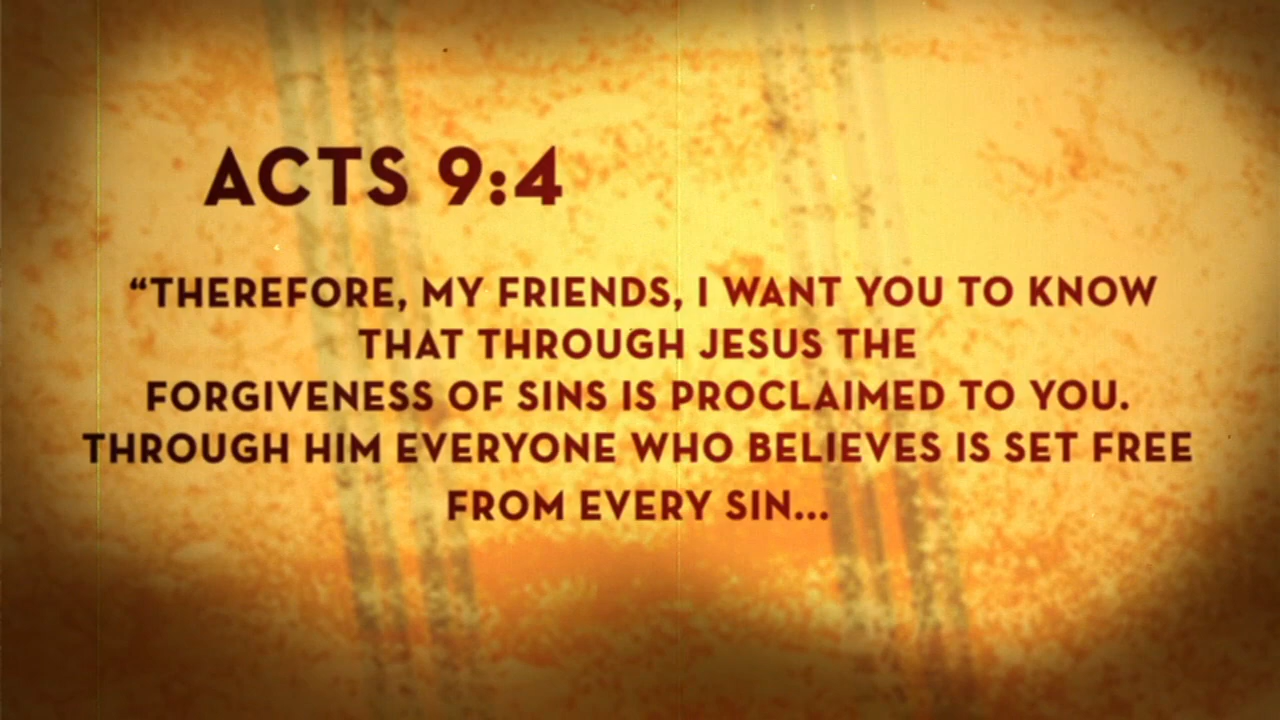 ACTS 9:4
“THEREFORE, MY FRIENDS, I WANT YOU TO KNOW
THAT THROUGH JESUS THE
FORGIVENESS OF SINS IS PROCLAIMED TO YOU.
THROUGH HIM EVERYONE WHO BELIEVES IS SET FREE
FROM EVERY SIN...